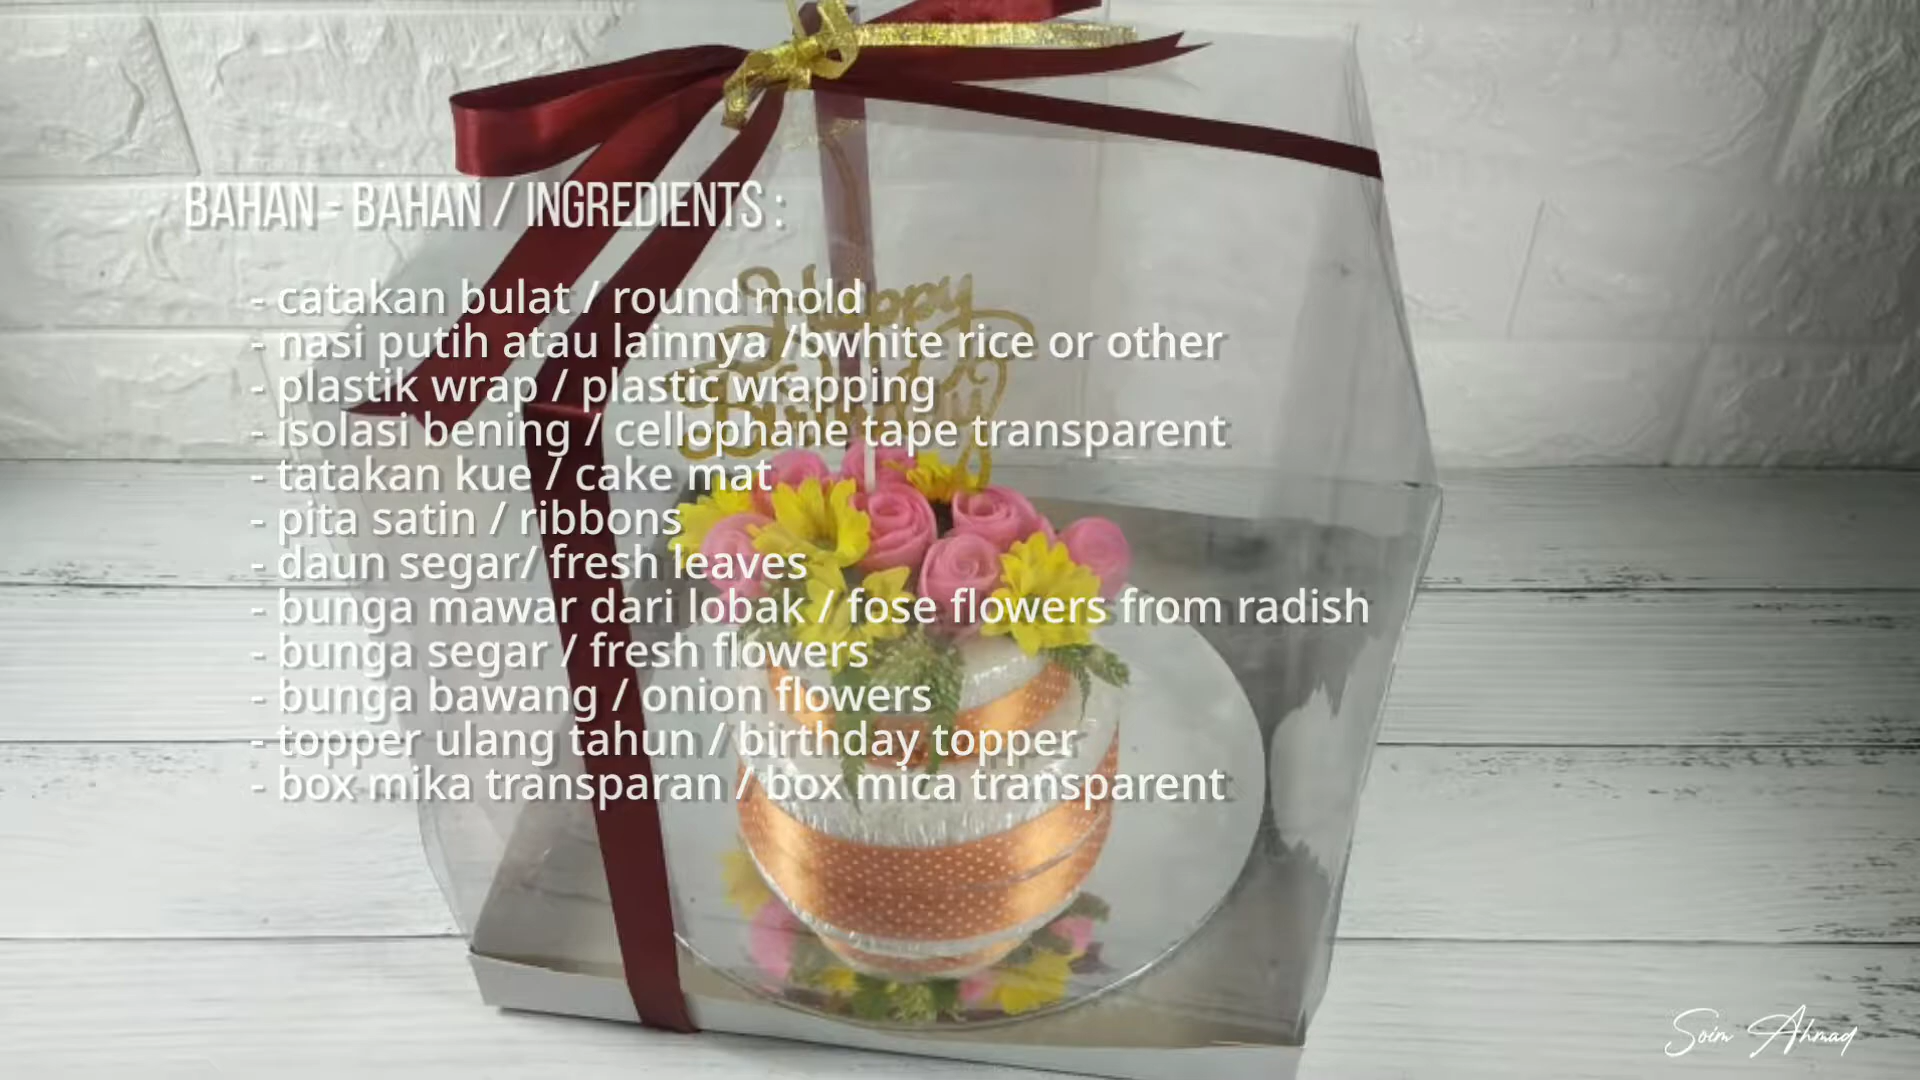 BAHAN - BAHAN / INGREDIENTS :
- catakan bulat / round mold
- nasi putih atau lainnya /bwhite rice or other
- plastik wrap / plastic wrapping
- isolasi bening / cellophane tape transparent
- tatakan kue / cake mat
- pita satin / ribbons
- daun segar/ fresh leaves
- bunga mawar dari lobak / fose flowers from radish
- bunga segar / fresh flowers
- bunga bawang / onion flowers
- topper ulang tahun / birthday topper
- box mika transparan / box mica transparent
Happy
Birthday
Soim Ahmad